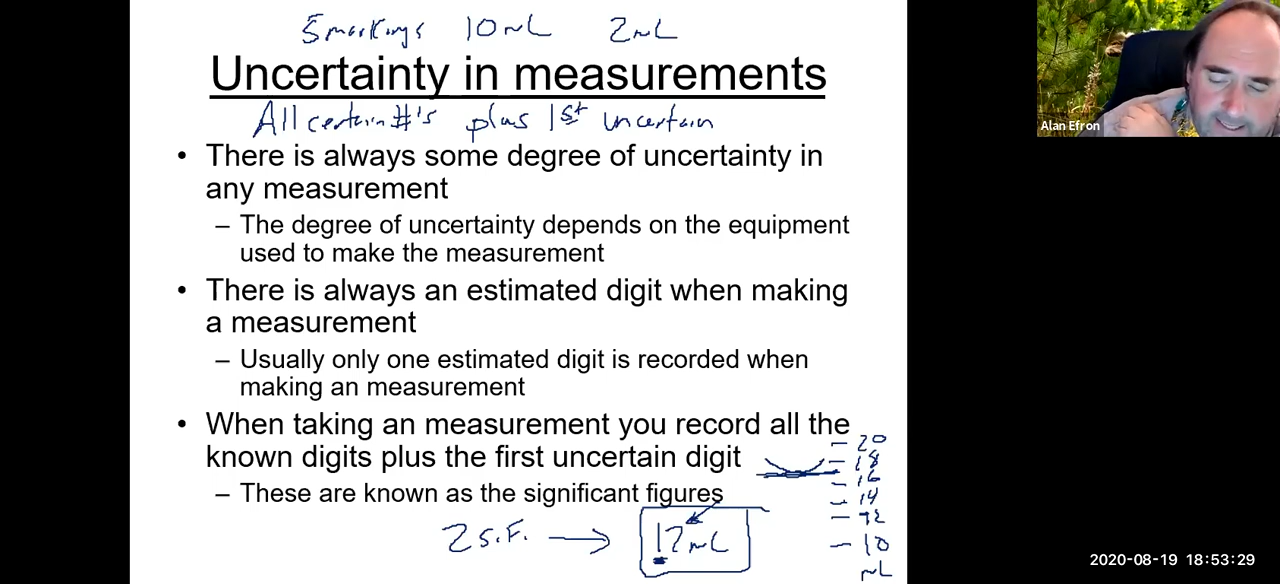 5 markings 10 mL 2 mL
Uncertainty in measurements
All certain #'s plus 1st uncertain
• There is always some degree of uncertainty in
any measurement
– The degree of uncertainty depends on the equipment
used to make the measurement
• There is always an estimated digit when making
a measurement
– Usually only one estimated digit is recorded when
making an measurement
• When taking an measurement you record all the
known digits plus the first uncertain digit
– These are known as the significant figures
2 S.F. → 17 mL
– 20
– 18
– 16
– 14
– 12
– 10
mL
Alan Efron
2020-08-19 18:53:29